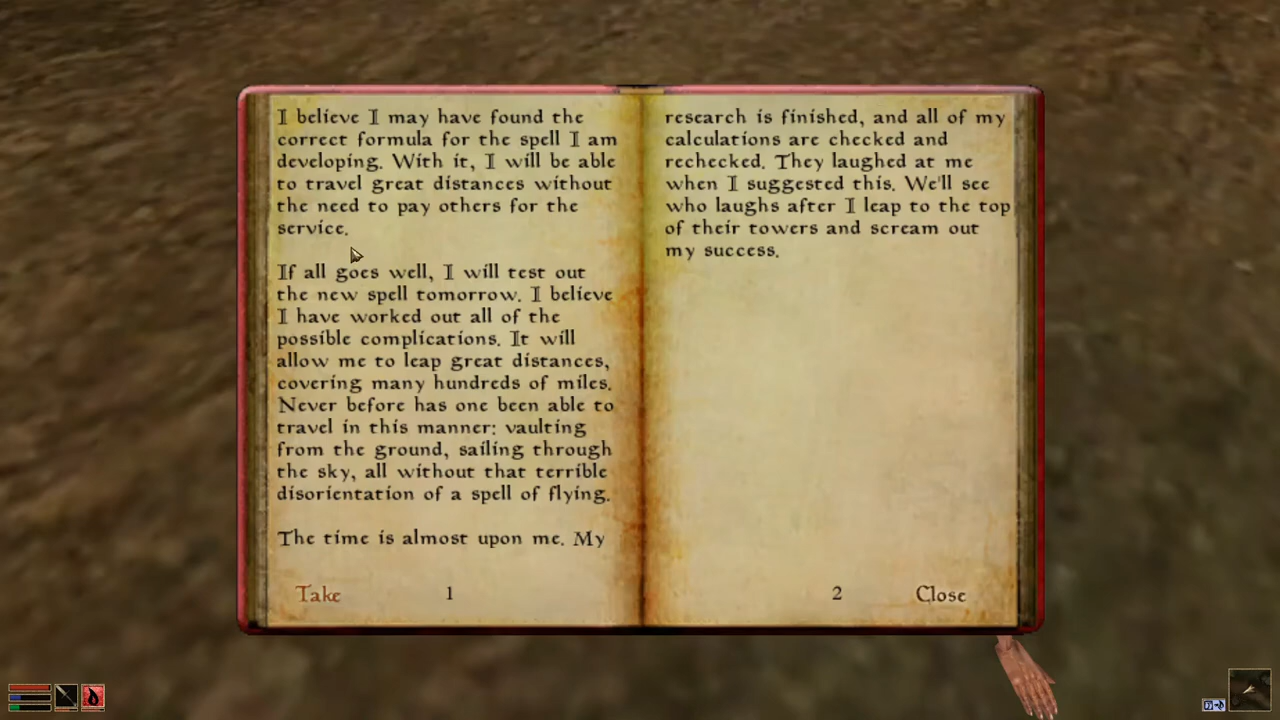 I believe I may have found the
correct formula for the spell I am
developing. With it, I will be able
to travel great distances without
the need to pay others for the
service.
If all goes well, I will test out
the new spell tomorrow. I believe
I have worked out all of the
possible complications. It will
allow me to leap great distances,
covering many hundreds of miles.
Never before has one been able to
travel in this manner: vaulting
from the ground, sailing through
the sky, all without that terrible
disorientation of a spell of flying.
The time is almost upon me. My
Take
1
research is finished, and all of my
calculations are checked and
rechecked. They laughed at me
when I suggested this. We'll see
who laughs after I leap to the top
of their towers and scream out
my success.
2
Close